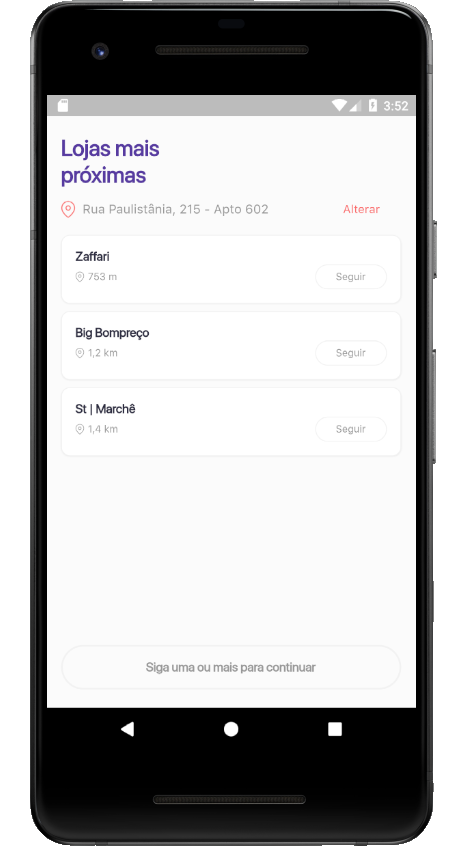 3:52
Lojas mais
próximas
Rua Paulistânia, 215 - Apto 602 Alterar
Zaffari
753 m
Seguir
Big Bompreço
1,2 km
Seguir
St | Marchê
1,4 km
Seguir
Siga uma ou mais para continuar